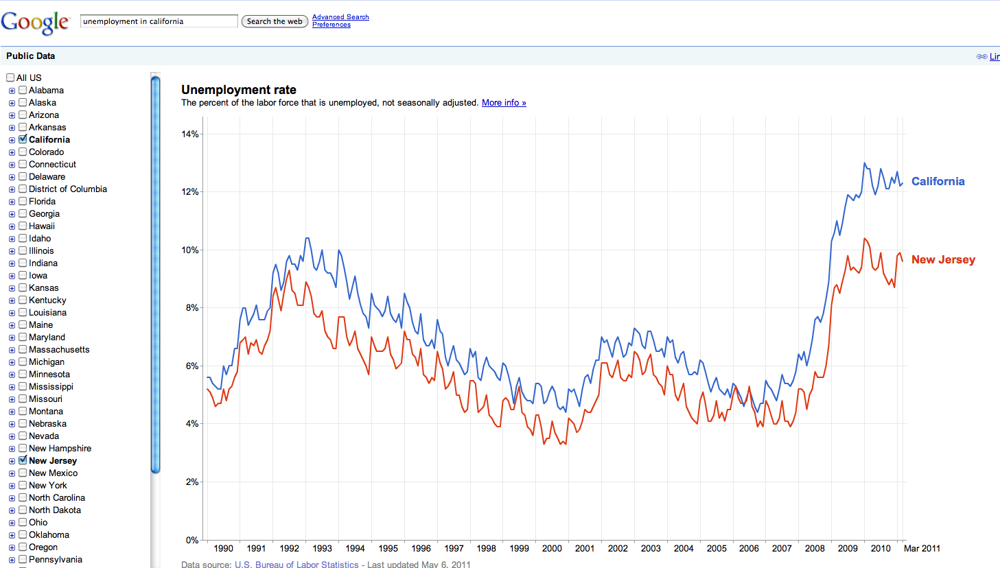 Google
unemployment in california
Search the web
Advanced Search
Preferences
Public Data
Lin
All US
Alabama
Alaska
Arizona
Arkansas
California
Colorado
Connecticut
Delaware
District of Columbia
Florida
Georgia
Hawaii
Idaho
Illinois
Indiana
Iowa
Kansas
Kentucky
Louisiana
Maine
Maryland
Massachusetts
Michigan
Minnesota
Mississippi
Missouri
Montana
Nebraska
Nevada
New Hampshire
New Jersey
New Mexico
New York
North Carolina
North Dakota
Ohio
Oklahoma
Oregon
Pennsylvania
Unemployment rate
The percent of the labor force that is unemployed, not seasonally adjusted. More info »
14%
12%
10%
8%
6%
4%
2%
0%
California
New Jersey
1990 1991 1992 1993 1994 1995 1996 1997 1998 1999 2000 2001 2002 2003 2004 2005 2006 2007 2008 2009 2010 Mar 2011
Data source: U.S. Bureau of Labor Statistics - Last updated May 6, 2011